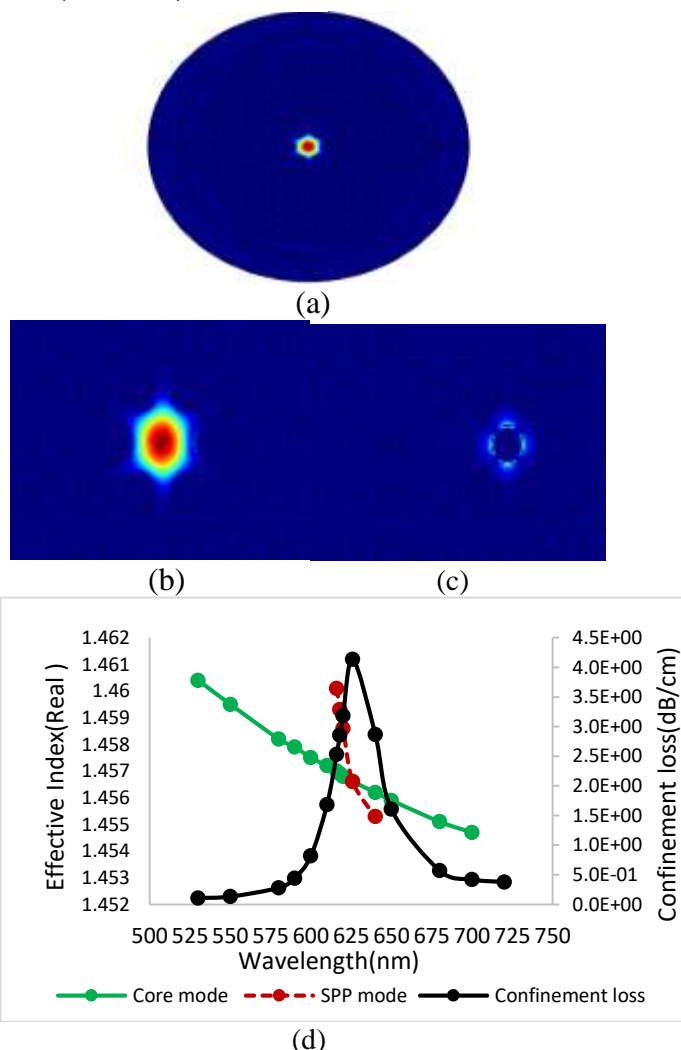 (a)
(b) (c)
Effective Index(Real )
1.462
1.461
1.46
1.459
1.458
1.457
1.456
1.455
1.454
1.453
1.452
4.5E+00
4.0E+00
3.5E+00
3.0E+00
2.5E+00
2.0E+00
1.5E+00
1.0E+00
5.0E-01
0.0E+00
Confinement loss(dB/cm)
500 525 550 575 600 625 650 675 700 725 750
Wavelength(nm)
Core mode SPP mode Confinement loss
(d)